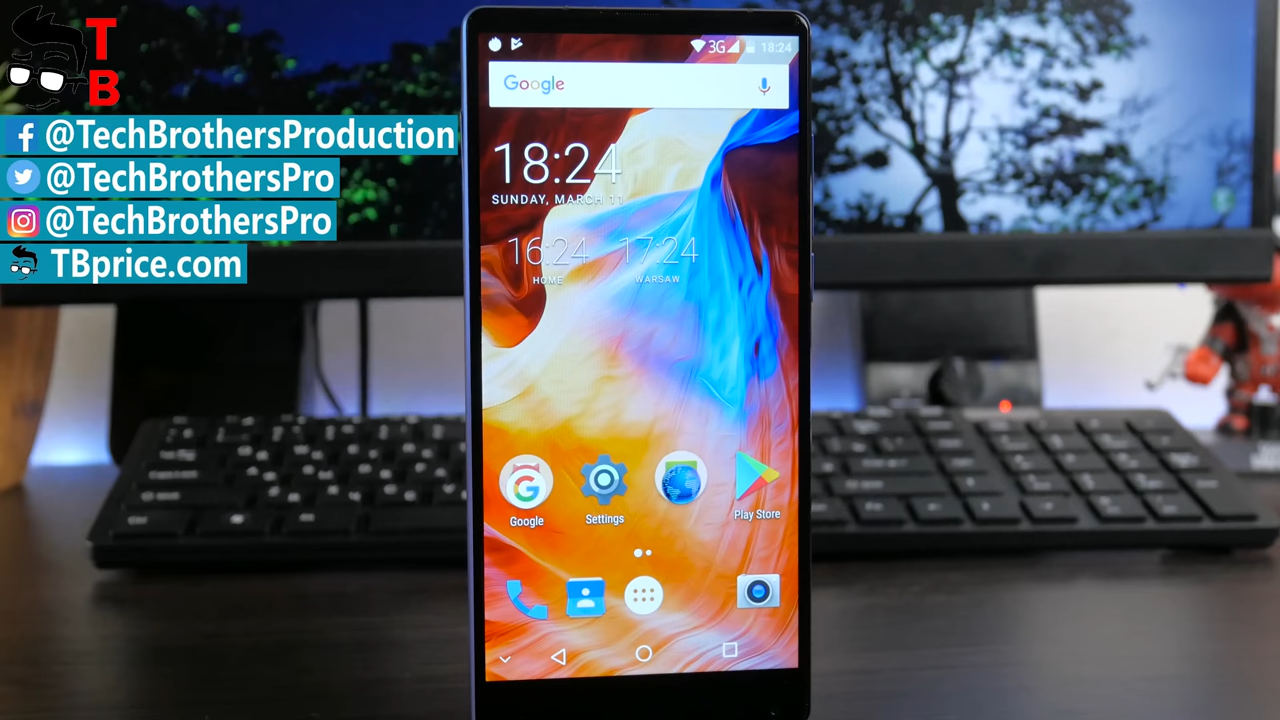 TB
@TechBrothersProduction
@TechBrothersPro
@TechBrothersPro
TBprice.com
3G 18:24
Google
18:24
SUNDAY, MARCH 11
16:24 17:24
HOME WARSAW
Google Settings Play Store